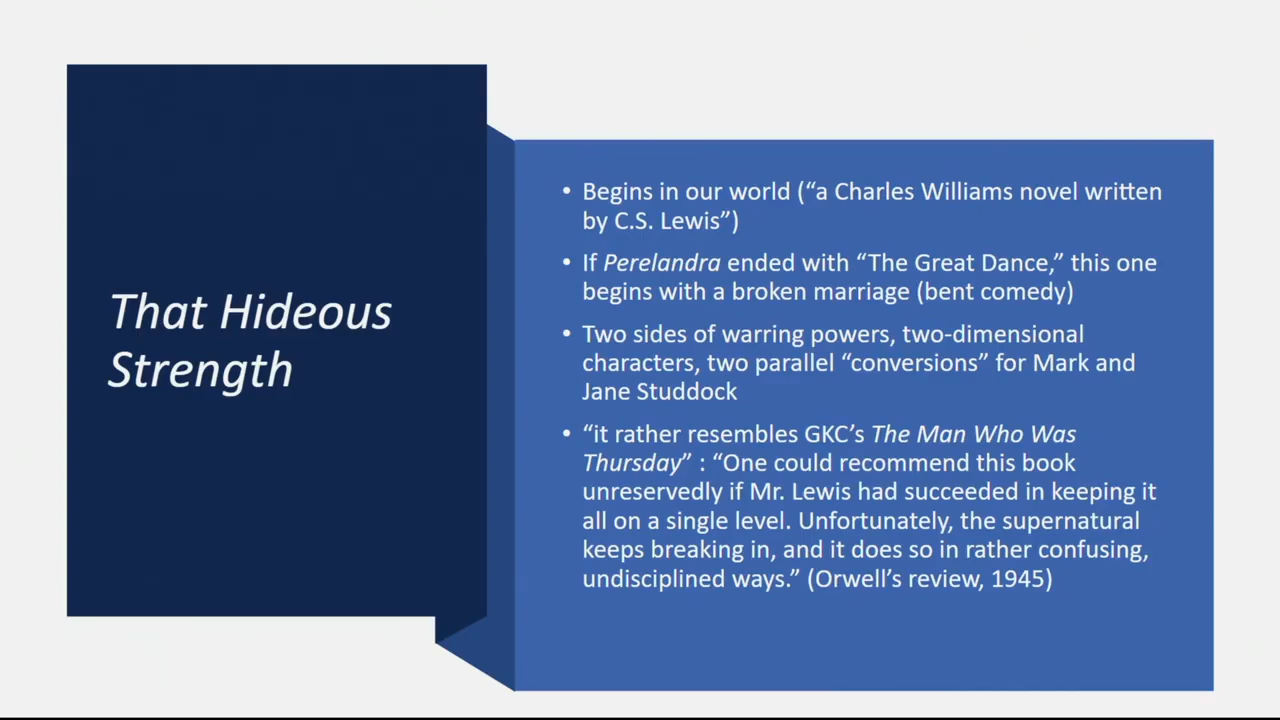 That Hideous
Strength
• Begins in our world (“a Charles Williams novel written
by C.S. Lewis”)
• If Perelandra ended with “The Great Dance,” this one
begins with a broken marriage (bent comedy)
• Two sides of warring powers, two-dimensional
characters, two parallel “conversions” for Mark and
Jane Studdock
• “it rather resembles GKC’s The Man Who Was
Thursday” : “One could recommend this book
unreservedly if Mr. Lewis had succeeded in keeping it
all on a single level. Unfortunately, the supernatural
keeps breaking in, and it does so in rather confusing,
undisciplined ways.” (Orwell’s review, 1945)